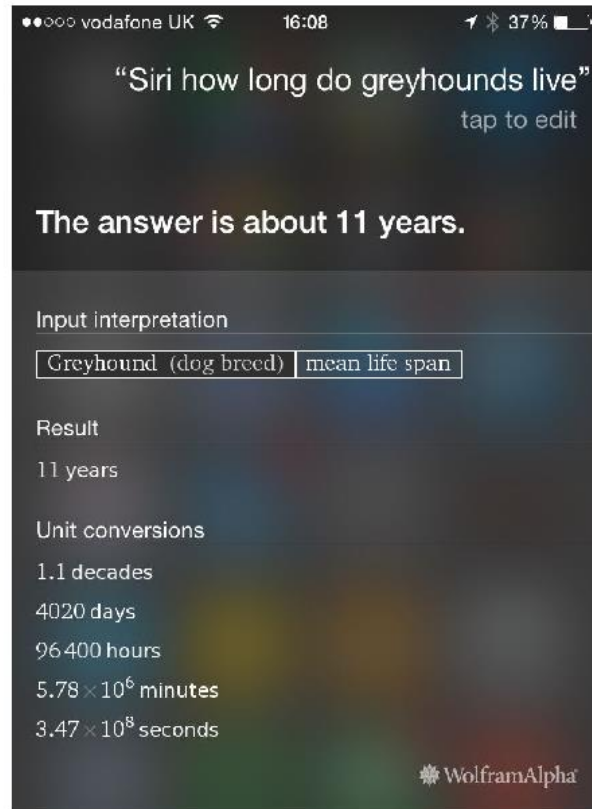 vodafone UK 16:08 37%
“Siri how long do greyhounds live”
tap to edit
The answer is about 11 years.
Input interpretation
Greyhound (dog breed) mean life span
Result
11 years
Unit conversions
1.1 decades
4020 days
96 400 hours
5.78 × 10⁶ minutes
3.47 × 10⁸ seconds
WolframAlpha